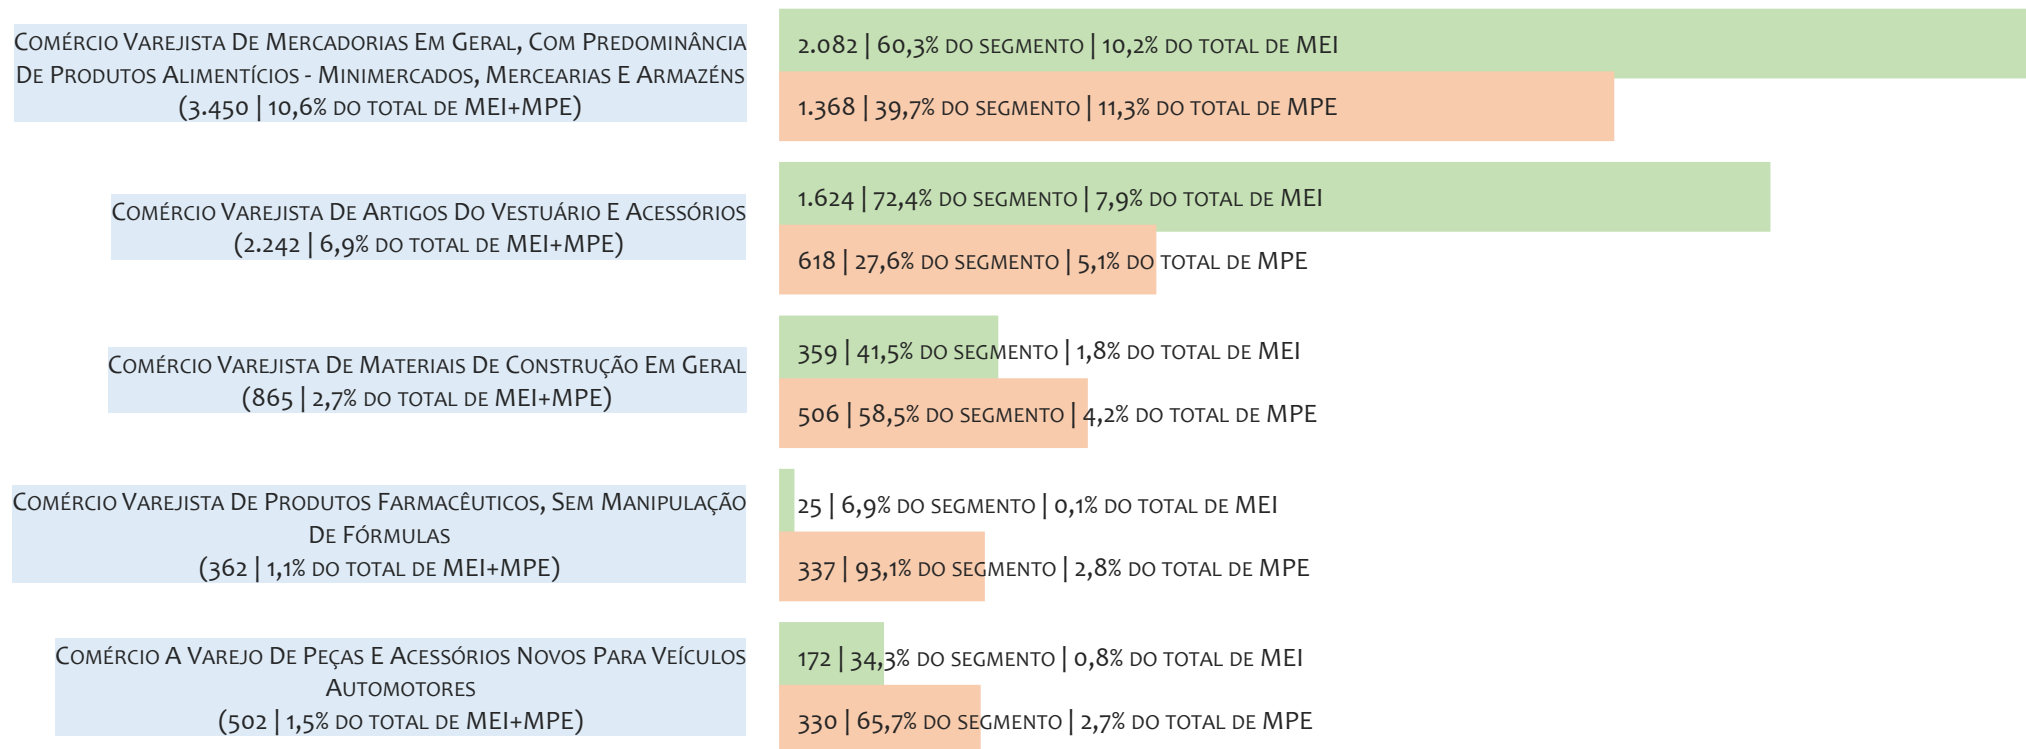 Comércio Varejista De Mercadorias Em Geral, Com Predominância
De Produtos Alimentícios - Minimercados, Mercearias E Armazéns
(3.450 | 10,6% do total de MEI+MPE)
2.082 | 60,3% do segmento | 10,2% do total de MEI
1.368 | 39,7% do segmento | 11,3% do total de MPE
Comércio Varejista De Artigos Do Vestuário E Acessórios
(2.242 | 6,9% do total de MEI+MPE)
1.624 | 72,4% do segmento | 7,9% do total de MEI
618 | 27,6% do segmento | 5,1% do total de MPE
Comércio Varejista De Materiais De Construção Em Geral
(865 | 2,7% do total de MEI+MPE)
359 | 41,5% do segmento | 1,8% do total de MEI
506 | 58,5% do segmento | 4,2% do total de MPE
Comércio Varejista De Produtos Farmacêuticos, Sem Manipulação
De Fórmulas
(362 | 1,1% do total de MEI+MPE)
25 | 6,9% do segmento | 0,1% do total de MEI
337 | 93,1% do segmento | 2,8% do total de MPE
Comércio A Varejo De Peças E Acessórios Novos Para Veículos
Automotores
(502 | 1,5% do total de MEI+MPE)
172 | 34,3% do segmento | 0,8% do total de MEI
330 | 65,7% do segmento | 2,7% do total de MPE